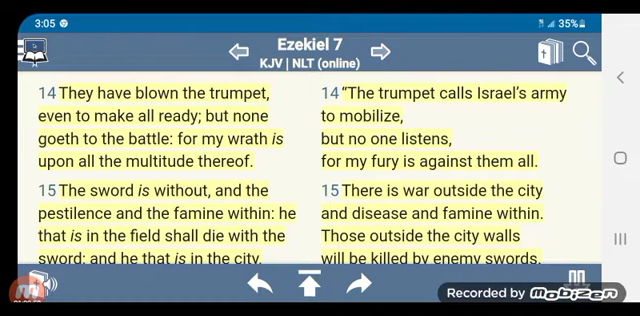 3:05
35%
Ezekiel 7
KJV | NLT (online)
14 They have blown the trumpet,
even to make all ready; but none
goeth to the battle: for my wrath is
upon all the multitude thereof.
15 The sword is without, and the
pestilence and the famine within: he
that is in the field shall die with the
sword; and he that is in the city,
14 “The trumpet calls Israel’s army
to mobilize,
but no one listens,
for my fury is against them all.
15 There is war outside the city
and disease and famine within.
Those outside the city walls
will be killed by enemy swords.
Recorded by Mobizen